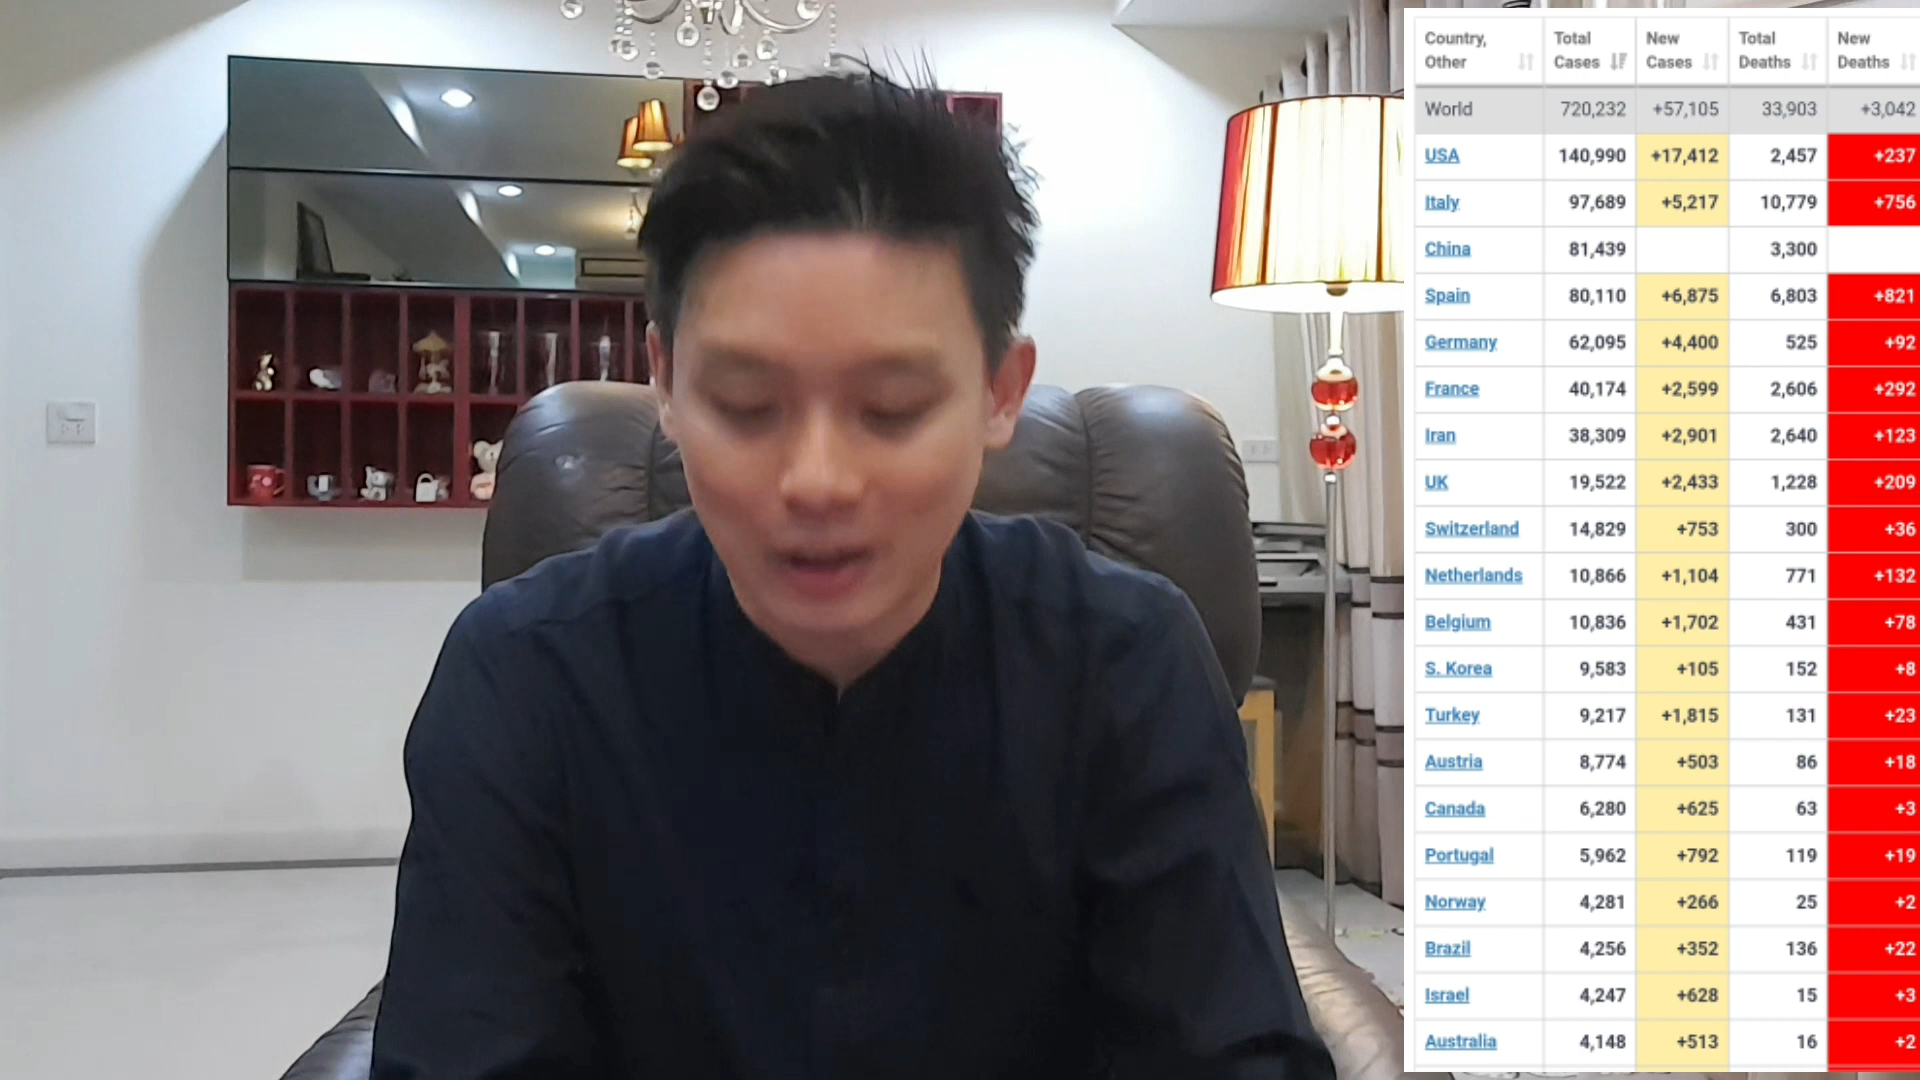 Country, Other Total Cases New Cases Total Deaths New Deaths
World 720,232 +57,105 33,903 +3,042
USA 140,990 +17,412 2,457 +237
Italy 97,689 +5,217 10,779 +756
China 81,439 3,300
Spain 80,110 +6,875 6,803 +821
Germany 62,095 +4,400 525 +92
France 40,174 +2,599 2,606 +292
Iran 38,309 +2,901 2,640 +123
UK 19,522 +2,433 1,228 +209
Switzerland 14,829 +753 300 +36
Netherlands 10,866 +1,104 771 +132
Belgium 10,836 +1,702 431 +78
S. Korea 9,583 +105 152 +8
Turkey 9,217 +1,815 131 +23
Austria 8,774 +503 86 +18
Canada 6,280 +625 63 +3
Portugal 5,962 +792 119 +19
Norway 4,281 +266 25 +2
Brazil 4,256 +352 136 +22
Israel 4,247 +628 15 +3
Australia 4,148 +513 16 +2